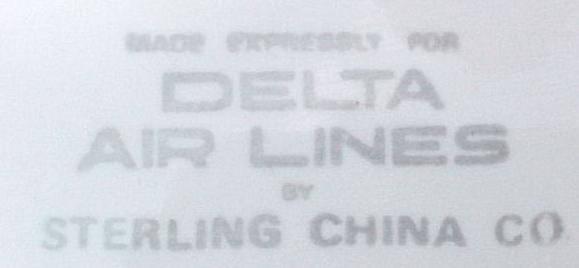 MADE EXPRESSLY FOR
DELTA
AIR LINES
BY
STERLING CHINA CO